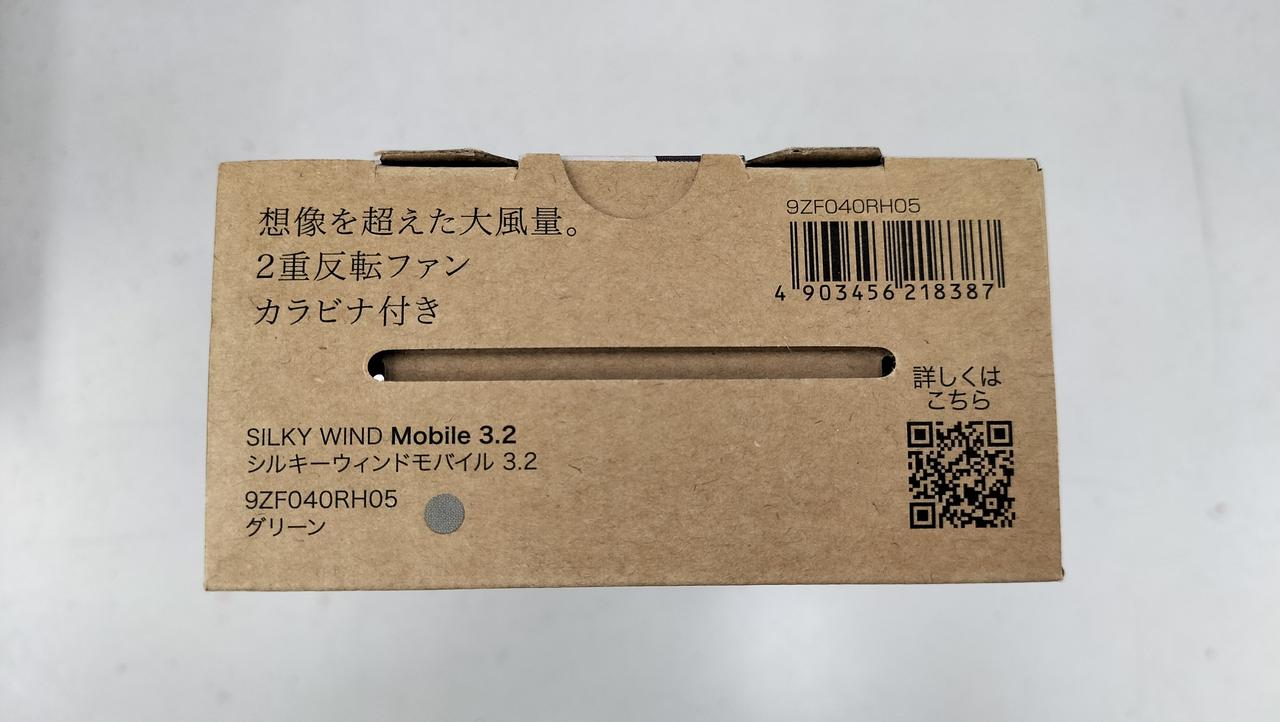 想像を超えた大風量。
2重反転ファン
カラビナ付き
9ZF040RH05
4 903456 218387
詳しくは
こちら
SILKY WIND Mobile 3.2
シルキーウィンドモバイル 3.2
9ZF040RH05
グリーン